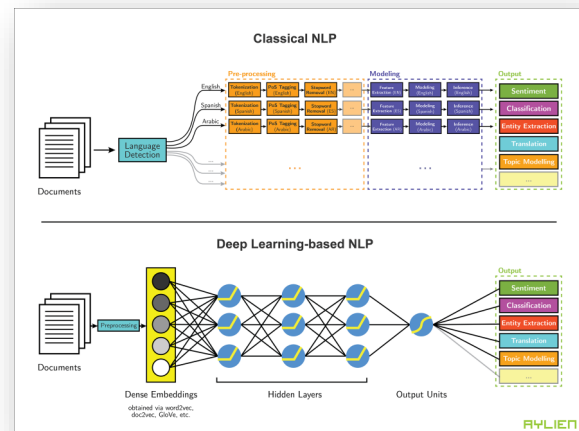 Classical NLP
Pre-processing
Modeling
Output
English
Tokenization
(English)
PoS Tagging
(English)
Stopword
Removal (EN)
...
Feature
Extraction (EN)
Modeling
(English)
Inference
(English)
Sentiment
Spanish
Tokenization
(Spanish)
PoS Tagging
(Spanish)
Stopword
Removal (ES)
...
Feature
Extraction (ES)
Modeling
(Spanish)
Inference
(Spanish)
Classification
Arabic
Tokenization
(Arabic)
PoS Tagging
(Arabic)
Stopword
Removal (AR)
...
Feature
Extraction (AR)
Modeling
(Arabic)
Inference
(Arabic)
Entity Extraction
Language
Detection
Translation
...
...
...
...
...
Topic Modelling
...
Documents
Deep Learning-based NLP
Output
Sentiment
Classification
Preprocessing
Entity Extraction
Translation
Topic Modelling
...
Documents
Dense Embeddings
obtained via word2vec,
doc2vec, GloVe, etc.
Hidden Layers
Output Units
AYLIEN